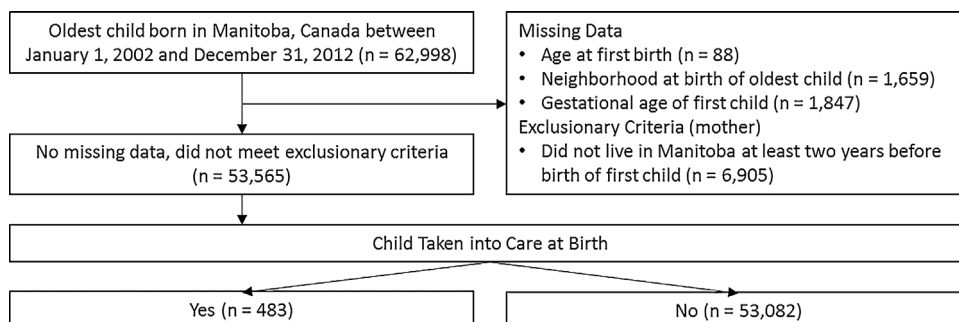 Oldest child born in Manitoba, Canada between
January 1, 2002 and December 31, 2012 (n = 62,998)
Missing Data
• Age at first birth (n = 88)
• Neighborhood at birth of oldest child (n = 1,659)
• Gestational age of first child (n = 1,847)
Exclusionary Criteria (mother)
• Did not live in Manitoba at least two years before
birth of first child (n = 6,905)
No missing data, did not meet exclusionary criteria
(n = 53,565)
Child Taken into Care at Birth
Yes (n = 483)
No (n = 53,082)